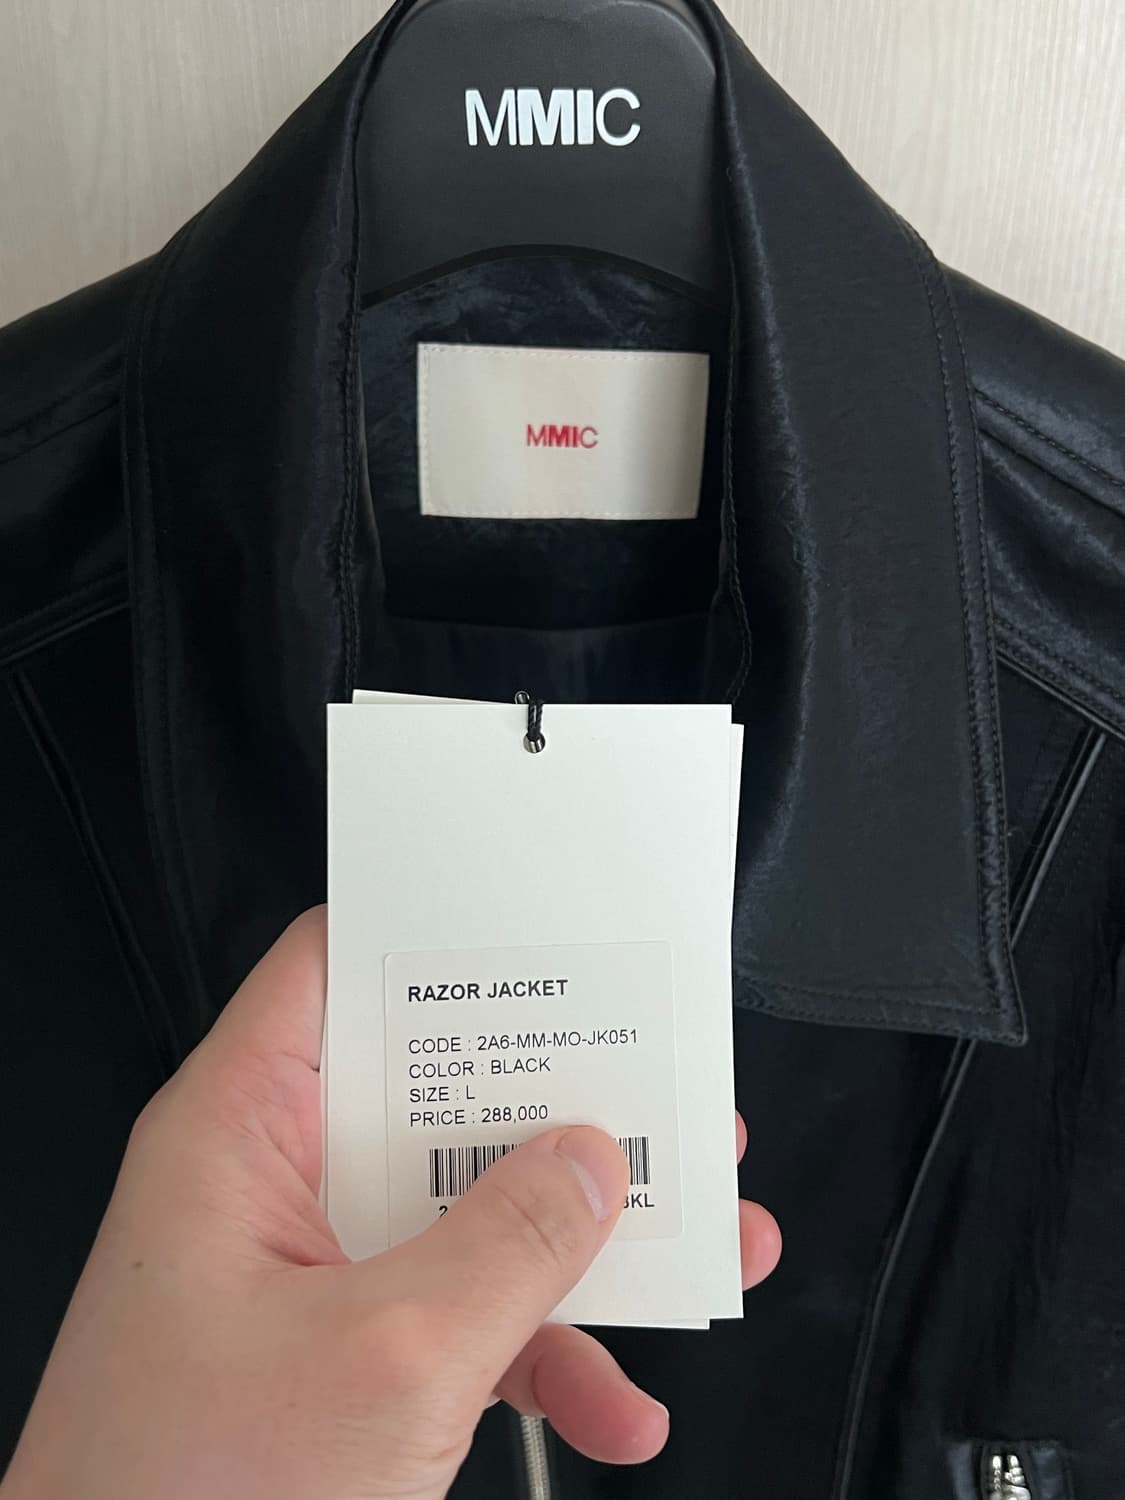 MMIC
MMIC
RAZOR JACKET
CODE : 2A6-MM-MO-JK051
COLOR : BLACK
SIZE : L
PRICE : 288,000